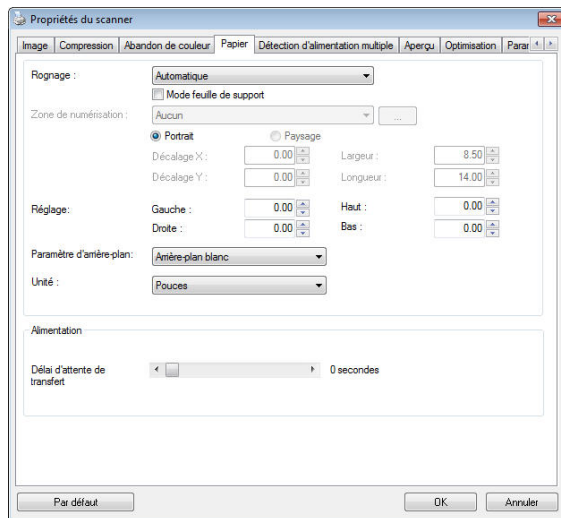 Propriétés du scanner
Image Compression Abandon de couleur Papier Détection d'alimentation multiple Aperçu Optimisation
Rognage : Automatique
Mode feuille de support
Zone de numérisation : Aucun ...
Portrait Paysage
Décalage X : 0.00 Largeur : 8.50
Décalage Y : 0.00 Longueur : 14.00
Réglage: Gauche : 0.00 Haut : 0.00
Droite : 0.00 Bas : 0.00
Paramètre d'arrière-plan: Arrière-plan blanc
Unité : Pouces
Alimentation
Délai d'attente de 0 secondes
transfert
Par défaut OK Annuler